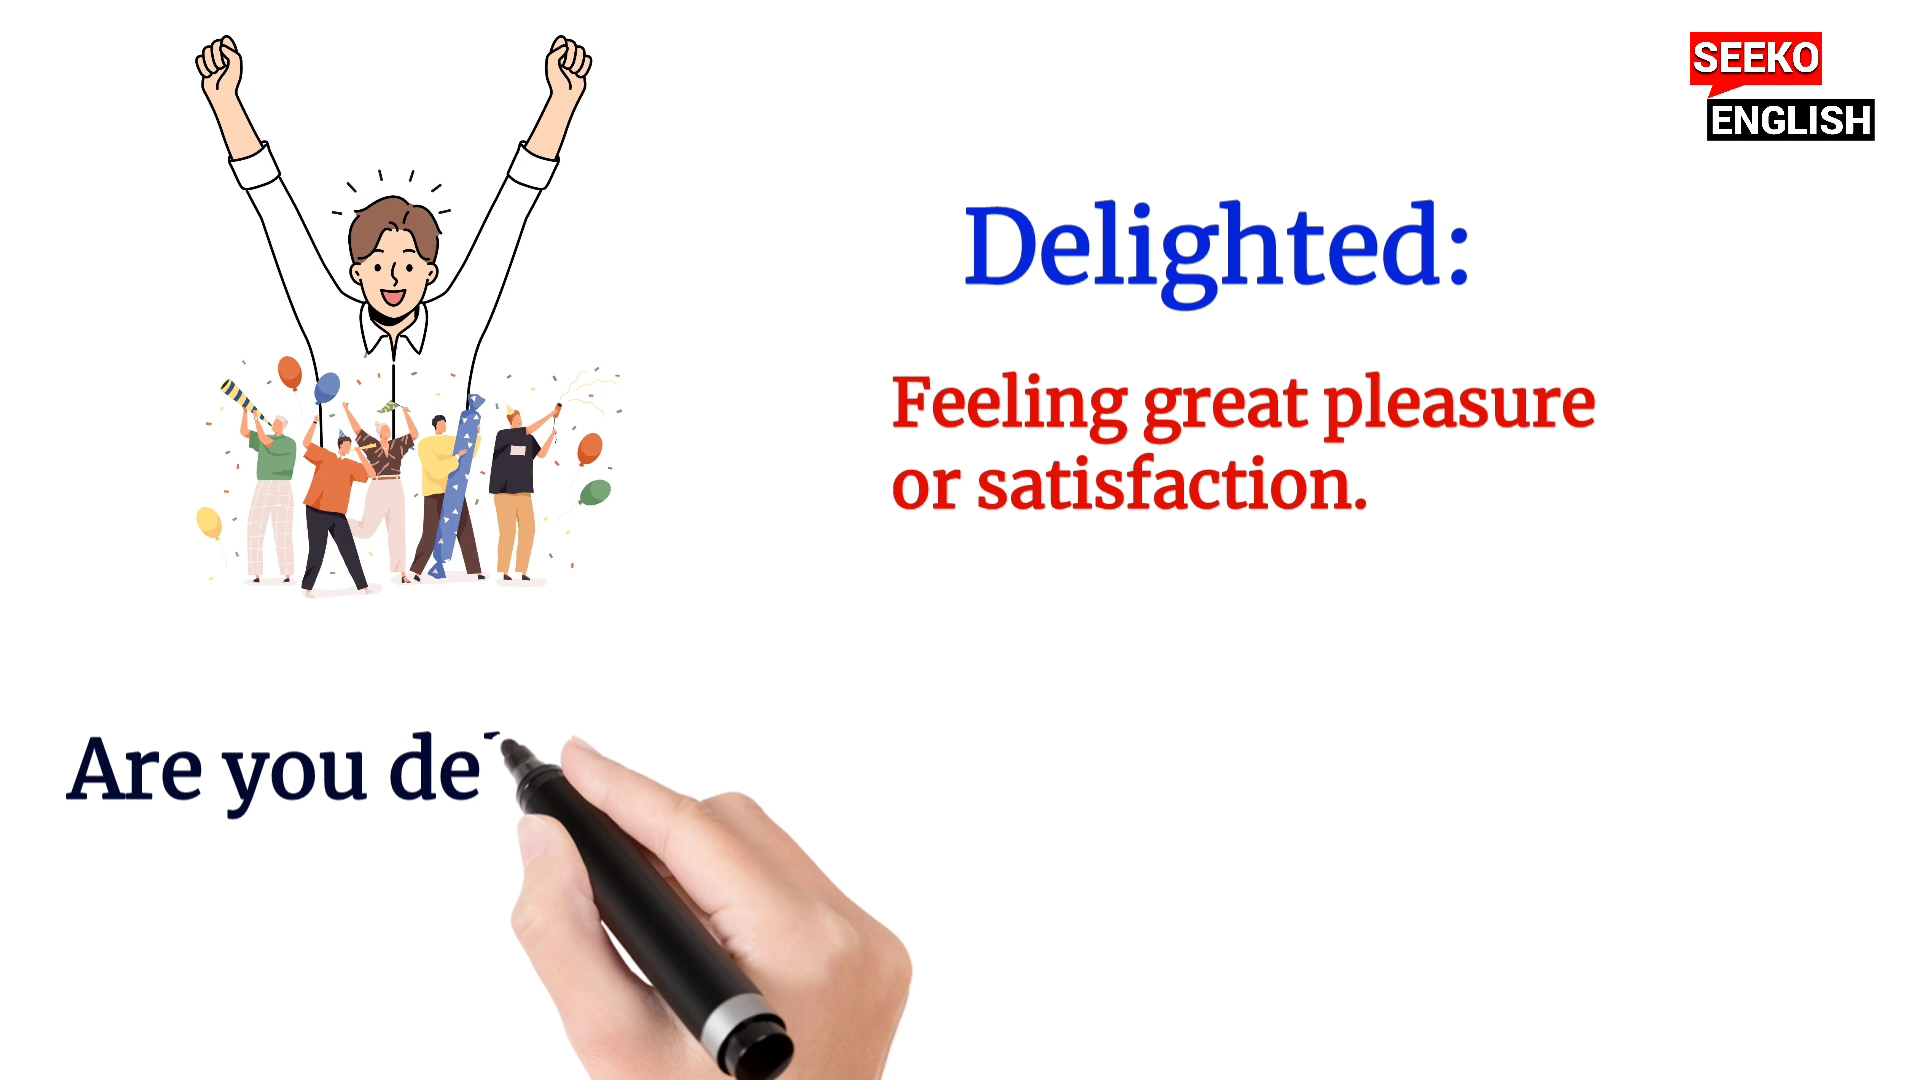 SEEKO
ENGLISH
Delighted:
Feeling great pleasure
or satisfaction.
Are you de